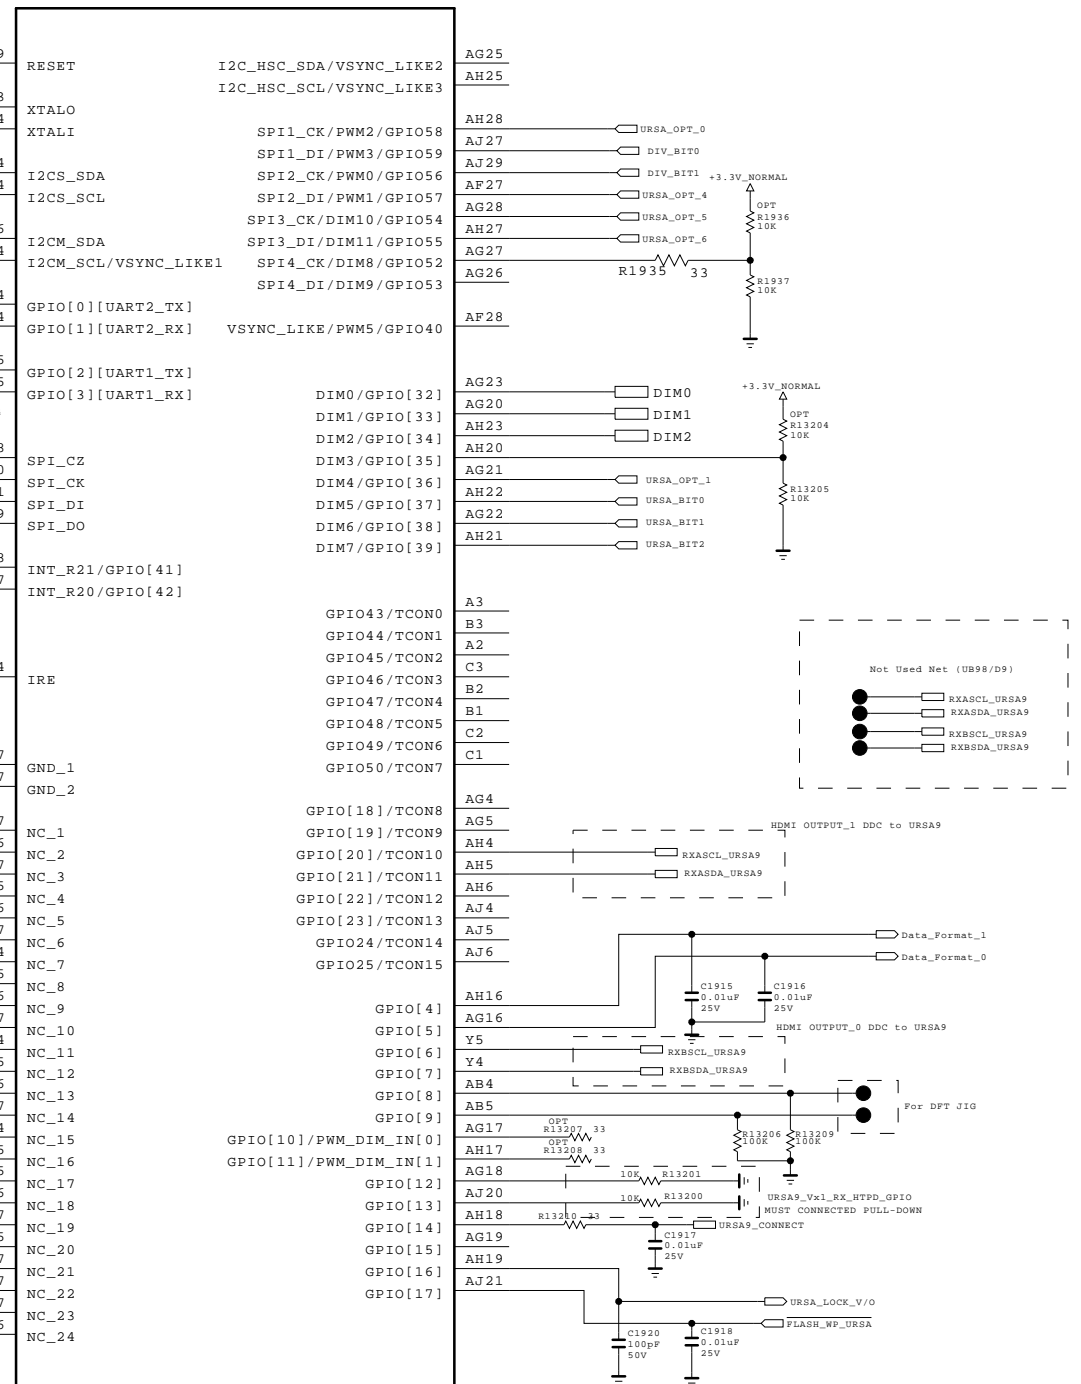 RESET
XTALO
XTALI
I2CS_SDA
I2CS_SCL
I2CM_SDA
I2CM_SCL/VSYNC_LIKE1
GPIO[0][UART2_TX]
GPIO[1][UART2_RX]
GPIO[2][UART1_TX]
GPIO[3][UART1_RX]
SPI_CZ
SPI_CK
SPI_DI
SPI_DO
INT_R21/GPIO[41]
INT_R20/GPIO[42]
IRE
GND_1
GND_2
NC_1
NC_2
NC_3
NC_4
NC_5
NC_6
NC_7
NC_8
NC_9
NC_10
NC_11
NC_12
NC_13
NC_14
NC_15
NC_16
NC_17
NC_18
NC_19
NC_20
NC_21
NC_22
NC_23
NC_24
I2C_HSC_SDA/VSYNC_LIKE2 AG25
I2C_HSC_SCL/VSYNC_LIKE3 AH25
SPI1_CK/PWM2/GPIO58 AH28 URSA_OPT_0
SPI1_DI/PWM3/GPIO59 AJ27 DIV_BIT0
SPI2_CK/PWM0/GPIO56 AJ29 DIV_BIT1
SPI2_DI/PWM1/GPIO57 AF27 URSA_OPT_4
SPI3_CK/DIM10/GPIO54 AG28 URSA_OPT_5
SPI3_DI/DIM11/GPIO55 AH27 URSA_OPT_6
SPI4_CK/DIM8/GPIO52 AG27 R1935 33
SPI4_DI/DIM9/GPIO53 AG26
+3.3V_NORMAL
OPT
R1936
10K
R1937
10K
VSYNC_LIKE/PWM5/GPIO40 AF28
DIM0/GPIO[32] AG23 DIM0
DIM1/GPIO[33] AG20 DIM1
DIM2/GPIO[34] AH23 DIM2
DIM3/GPIO[35] AH20
DIM4/GPIO[36] AG21 URSA_OPT_1
DIM5/GPIO[37] AH22 URSA_BIT0
DIM6/GPIO[38] AG22 URSA_BIT1
DIM7/GPIO[39] AH21 URSA_BIT2
+3.3V_NORMAL
OPT
R13204
10K
R13205
10K
GPIO43/TCON0 A3
GPIO44/TCON1 B3
GPIO45/TCON2 A2
GPIO46/TCON3 C3
GPIO47/TCON4 B2
GPIO48/TCON5 B1
GPIO49/TCON6 C2
GPIO50/TCON7 C1
Not Used Net (UB98/D9)
RXASCL_URSA9
RXASDA_URSA9
RXBSCL_URSA9
RXBSDA_URSA9
GPIO[18]/TCON8 AG4
GPIO[19]/TCON9 AG5
HDMI OUTPUT_1 DDC to URSA9
GPIO[20]/TCON10 AH4 RXASCL_URSA9
GPIO[21]/TCON11 AH5 RXASDA_URSA9
GPIO[22]/TCON12 AH6
GPIO[23]/TCON13 AJ4
GPIO24/TCON14 AJ5
GPIO25/TCON15 AJ6
Data_Format_1
Data_Format_0
C1915
0.01uF
25V
C1916
0.01uF
25V
GPIO[4] AH16
GPIO[5] AG16
HDMI OUTPUT_0 DDC to URSA9
GPIO[6] Y5 RXBSCL_URSA9
GPIO[7] Y4 RXBSDA_URSA9
GPIO[8] AB4
GPIO[9] AB5
For DFT JIG
R13206
100K
R13209
100K
GPIO[10]/PWM_DIM_IN[0] AG17 OPT R13207 33
GPIO[11]/PWM_DIM_IN[1] AH17 OPT R13208 33
GPIO[12] AG18 10K R13201
GPIO[13] AJ20 10K R13200
URSA9_Vx1_RX_HTPD_GPIO
MUST CONNECTED PULL-DOWN
GPIO[14] AH18 R13210 33 URSA9_CONNECT
C1917
0.01uF
25V
GPIO[15] AG19
GPIO[16] AH19
GPIO[17] AJ21
URSA_LOCK_V/O
FLASH_WP_URSA
C1920
100pF
50V
C1918
0.01uF
25V